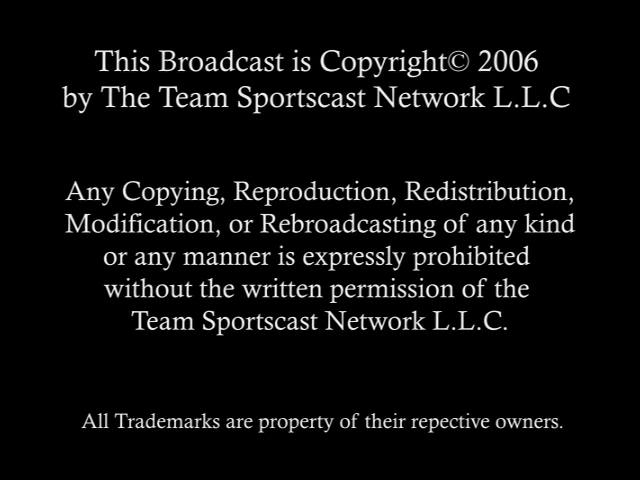 This Broadcast is Copyright© 2006
by The Team Sportscast Network L.L.C
Any Copying, Reproduction, Redistribution,
Modification, or Rebroadcasting of any kind
or any manner is expressly prohibited
without the written permission of the
Team Sportscast Network L.L.C.
All Trademarks are property of their repective owners.